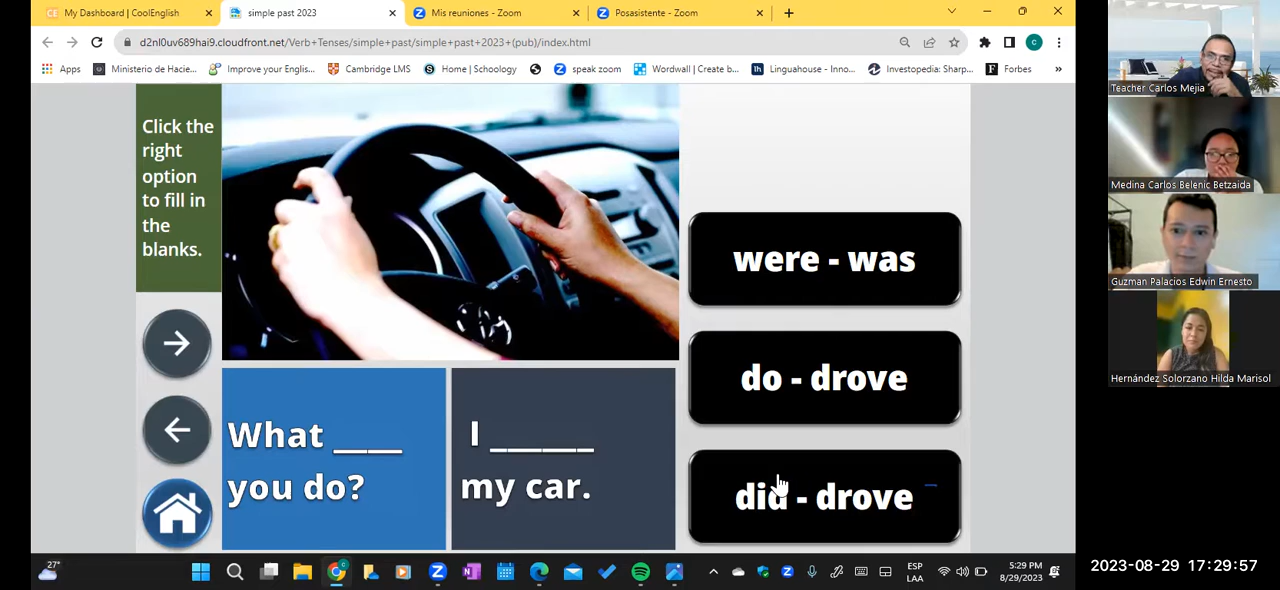 My Dashboard | CoolEnglish
simple past 2023
Mis reuniones - Zoom
Posasistente - Zoom
d2nl0uv689hai9.cloudfront.net/Verb+Tenses/simple+past/simple+past+2023+(pub)/index.html
Apps
Ministerio de Hacie...
Improve your Englis...
Cambridge LMS
Home | Schoology
speak zoom
Wordwall | Create b...
Linguahouse - Inno...
Investopedia: Sharp...
Forbes
»
Click the
right
option
to fill in
the
blanks.
What ____
you do?
I ______
my car.
were - was
do - drove
did - drove
Teacher Carlos Mejia
Medina Carlos Belenic Betzaida
Guzman Palacios Edwin Ernesto
Hernández Solorzano Hilda Marisol
27°
ESP
LAA
5:29 PM
8/29/2023
2023-08-29 17:29:57